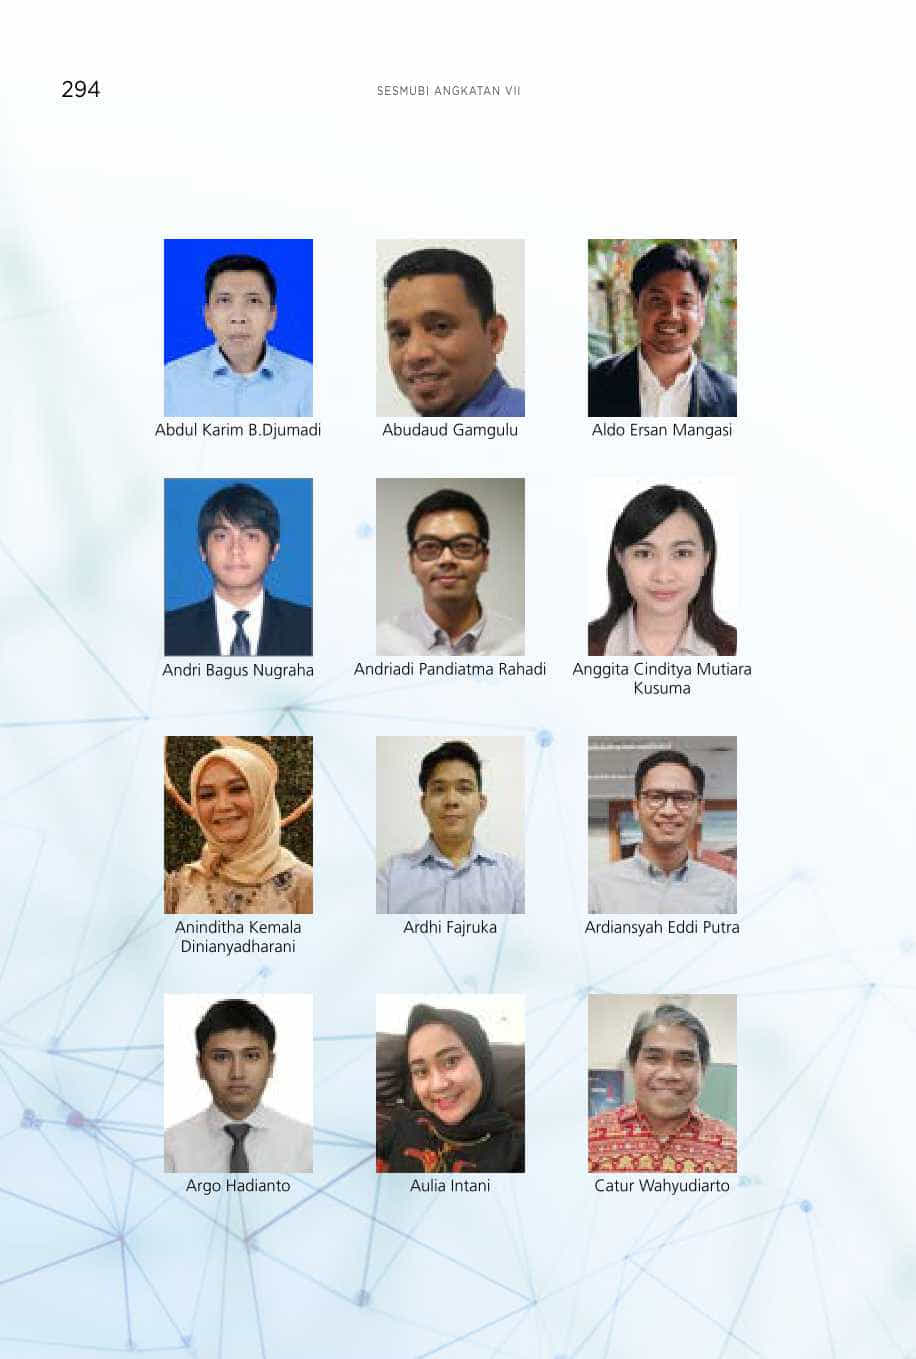 294
SESMUBI ANGKATAN VII
Abdul Karim B.Djumadi
Abudaud Gamgulu
Aldo Ersan Mangasi
Andri Bagus Nugraha
Andriadi Pandiatma Rahadi
Anggita Cinditya Mutiara
Kusuma
Aninditha Kemala
Dinianyadharani
Ardhi Fajruka
Ardiansyah Eddi Putra
Argo Hadianto
Aulia Intani
Catur Wahyudiarto